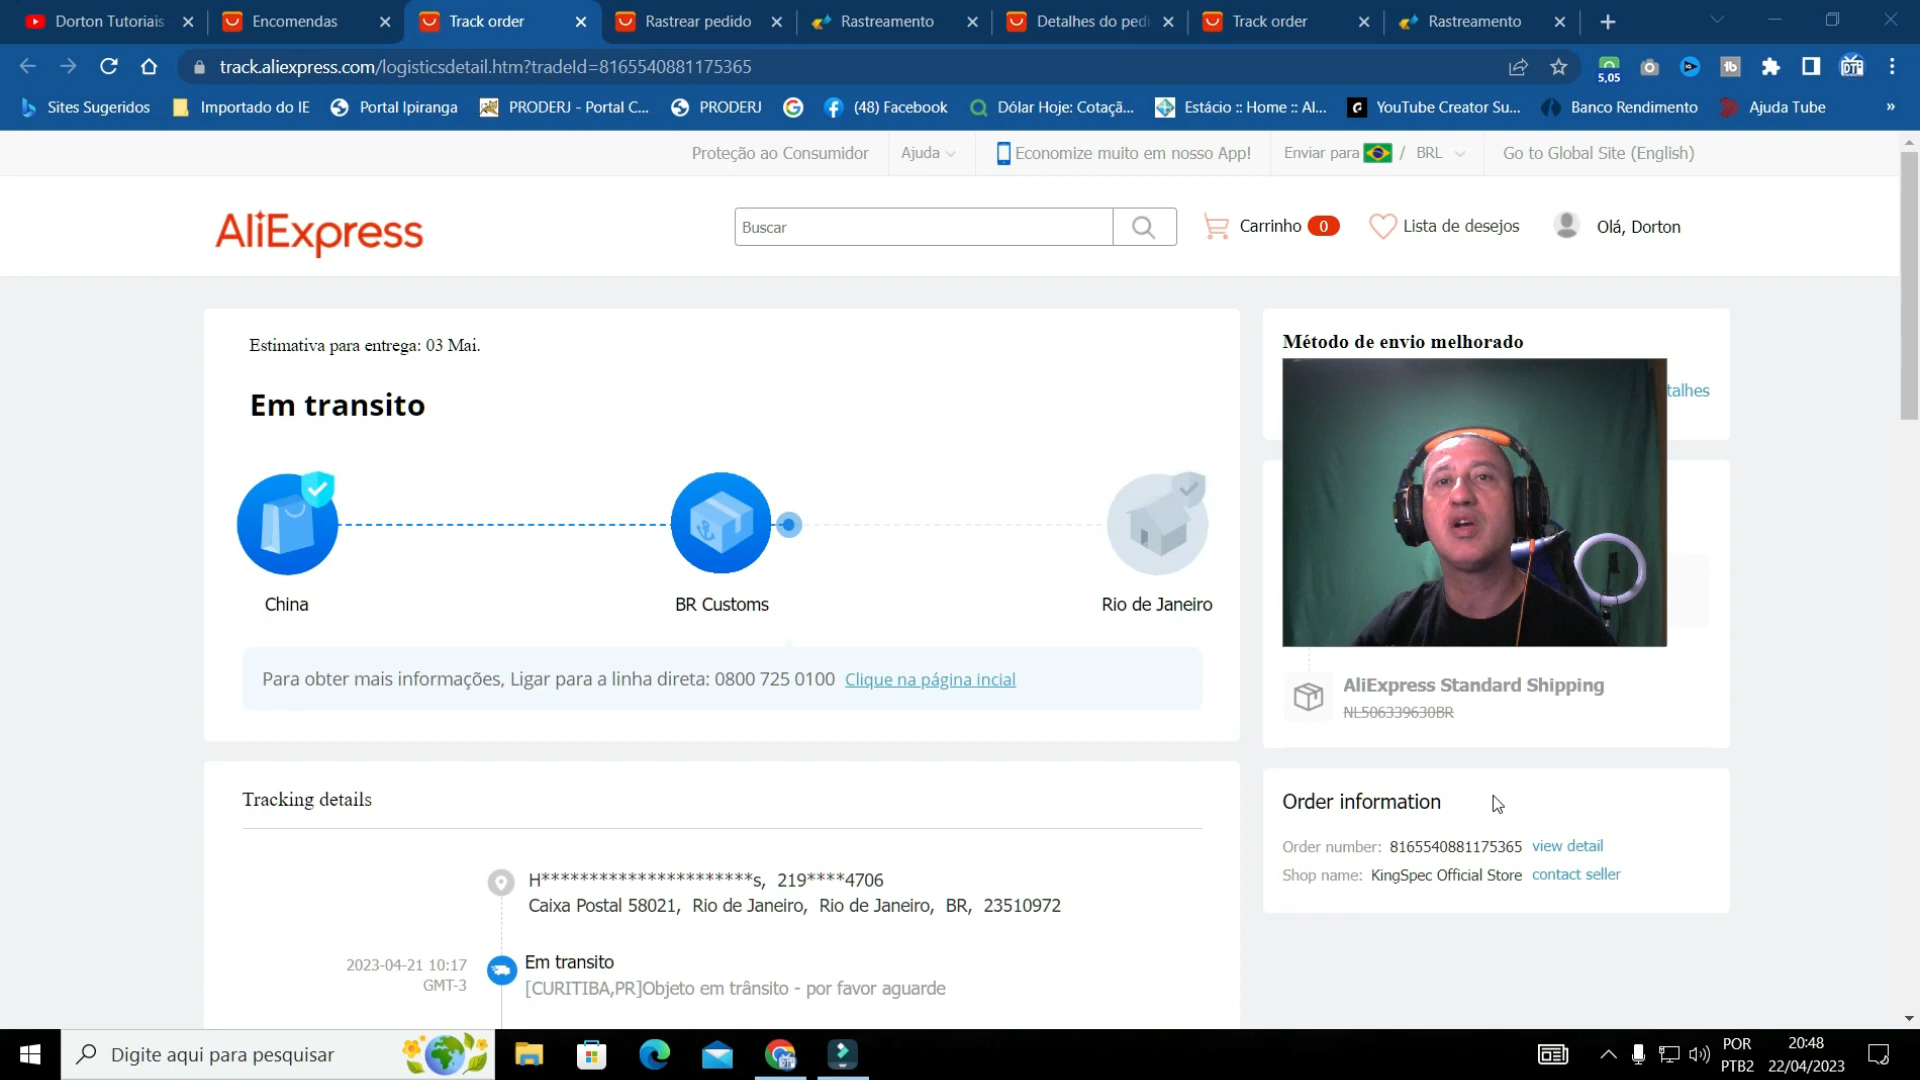 Dorton Tutoriais
Encomendas
Track order
Rastrear pedido
Rastreamento
Detalhes do pedi
Track order
Rastreamento
track.aliexpress.com/logisticsdetail.htm?tradeId=8165540881175365
5,05
Sites Sugeridos
Importado do IE
Portal Ipiranga
PRODERJ - Portal C...
PRODERJ
(48) Facebook
Dólar Hoje: Cotaçã...
Estácio :: Home :: Al...
YouTube Creator Su...
Banco Rendimento
Ajuda Tube
»
Proteção ao Consumidor
Ajuda
Economize muito em nosso App!
Enviar para / BRL
Go to Global Site (English)
AliExpress
Buscar
Carrinho 0
Lista de desejos
Olá, Dorton
Estimativa para entrega: 03 Mai.
Em transito
China
BR Customs
Rio de Janeiro
Para obter mais informações, Ligar para a linha direta: 0800 725 0100 Clique na página incial
Método de envio melhorado
talhes
AliExpress Standard Shipping
NL506339630BR
Order information
Order number: 8165540881175365 view detail
Shop name: KingSpec Official Store contact seller
Tracking details
H**********************s, 219****4706
Caixa Postal 58021, Rio de Janeiro, Rio de Janeiro, BR, 23510972
2023-04-21 10:17
GMT-3
Em transito
[CURITIBA,PR]Objeto em trânsito - por favor aguarde
Digite aqui para pesquisar
POR
PTB2
20:48
22/04/2023